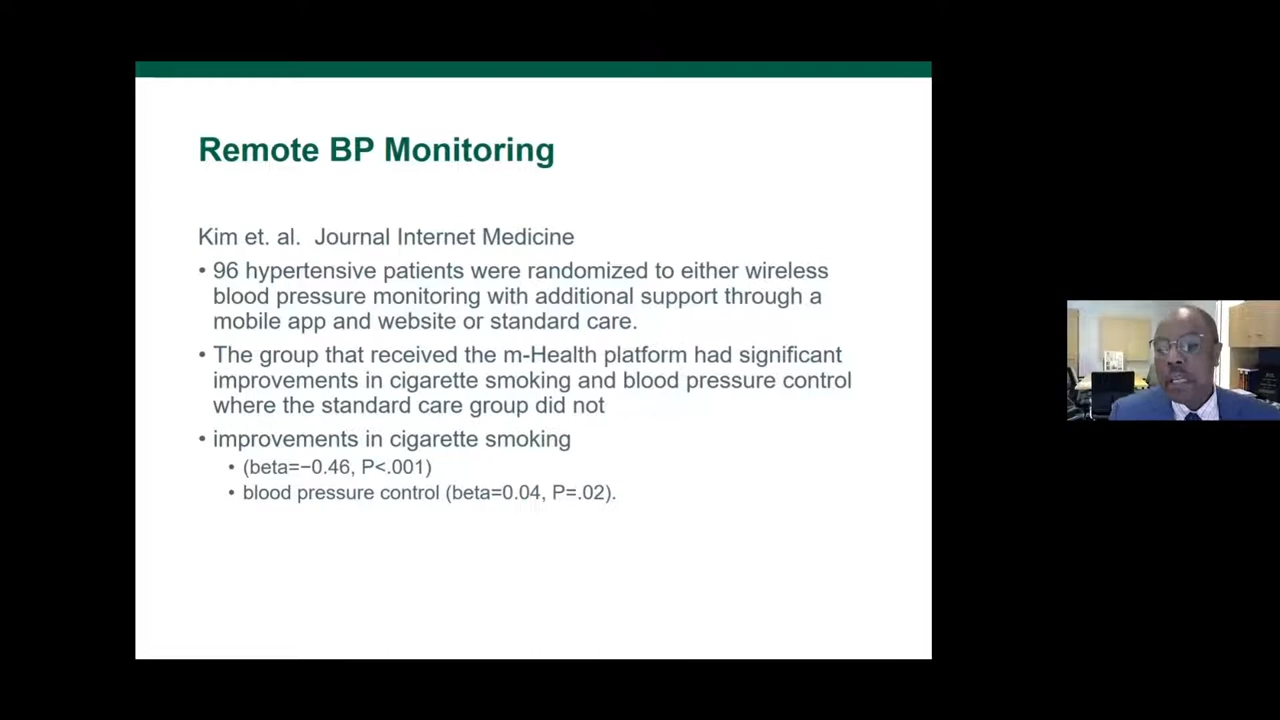 Remote BP Monitoring
Kim et. al.  Journal Internet Medicine
• 96 hypertensive patients were randomized to either wireless
blood pressure monitoring with additional support through a
mobile app and website or standard care.
• The group that received the m-Health platform had significant
improvements in cigarette smoking and blood pressure control
where the standard care group did not
• improvements in cigarette smoking
• (beta=−0.46, P<.001)
• blood pressure control (beta=0.04, P=.02).